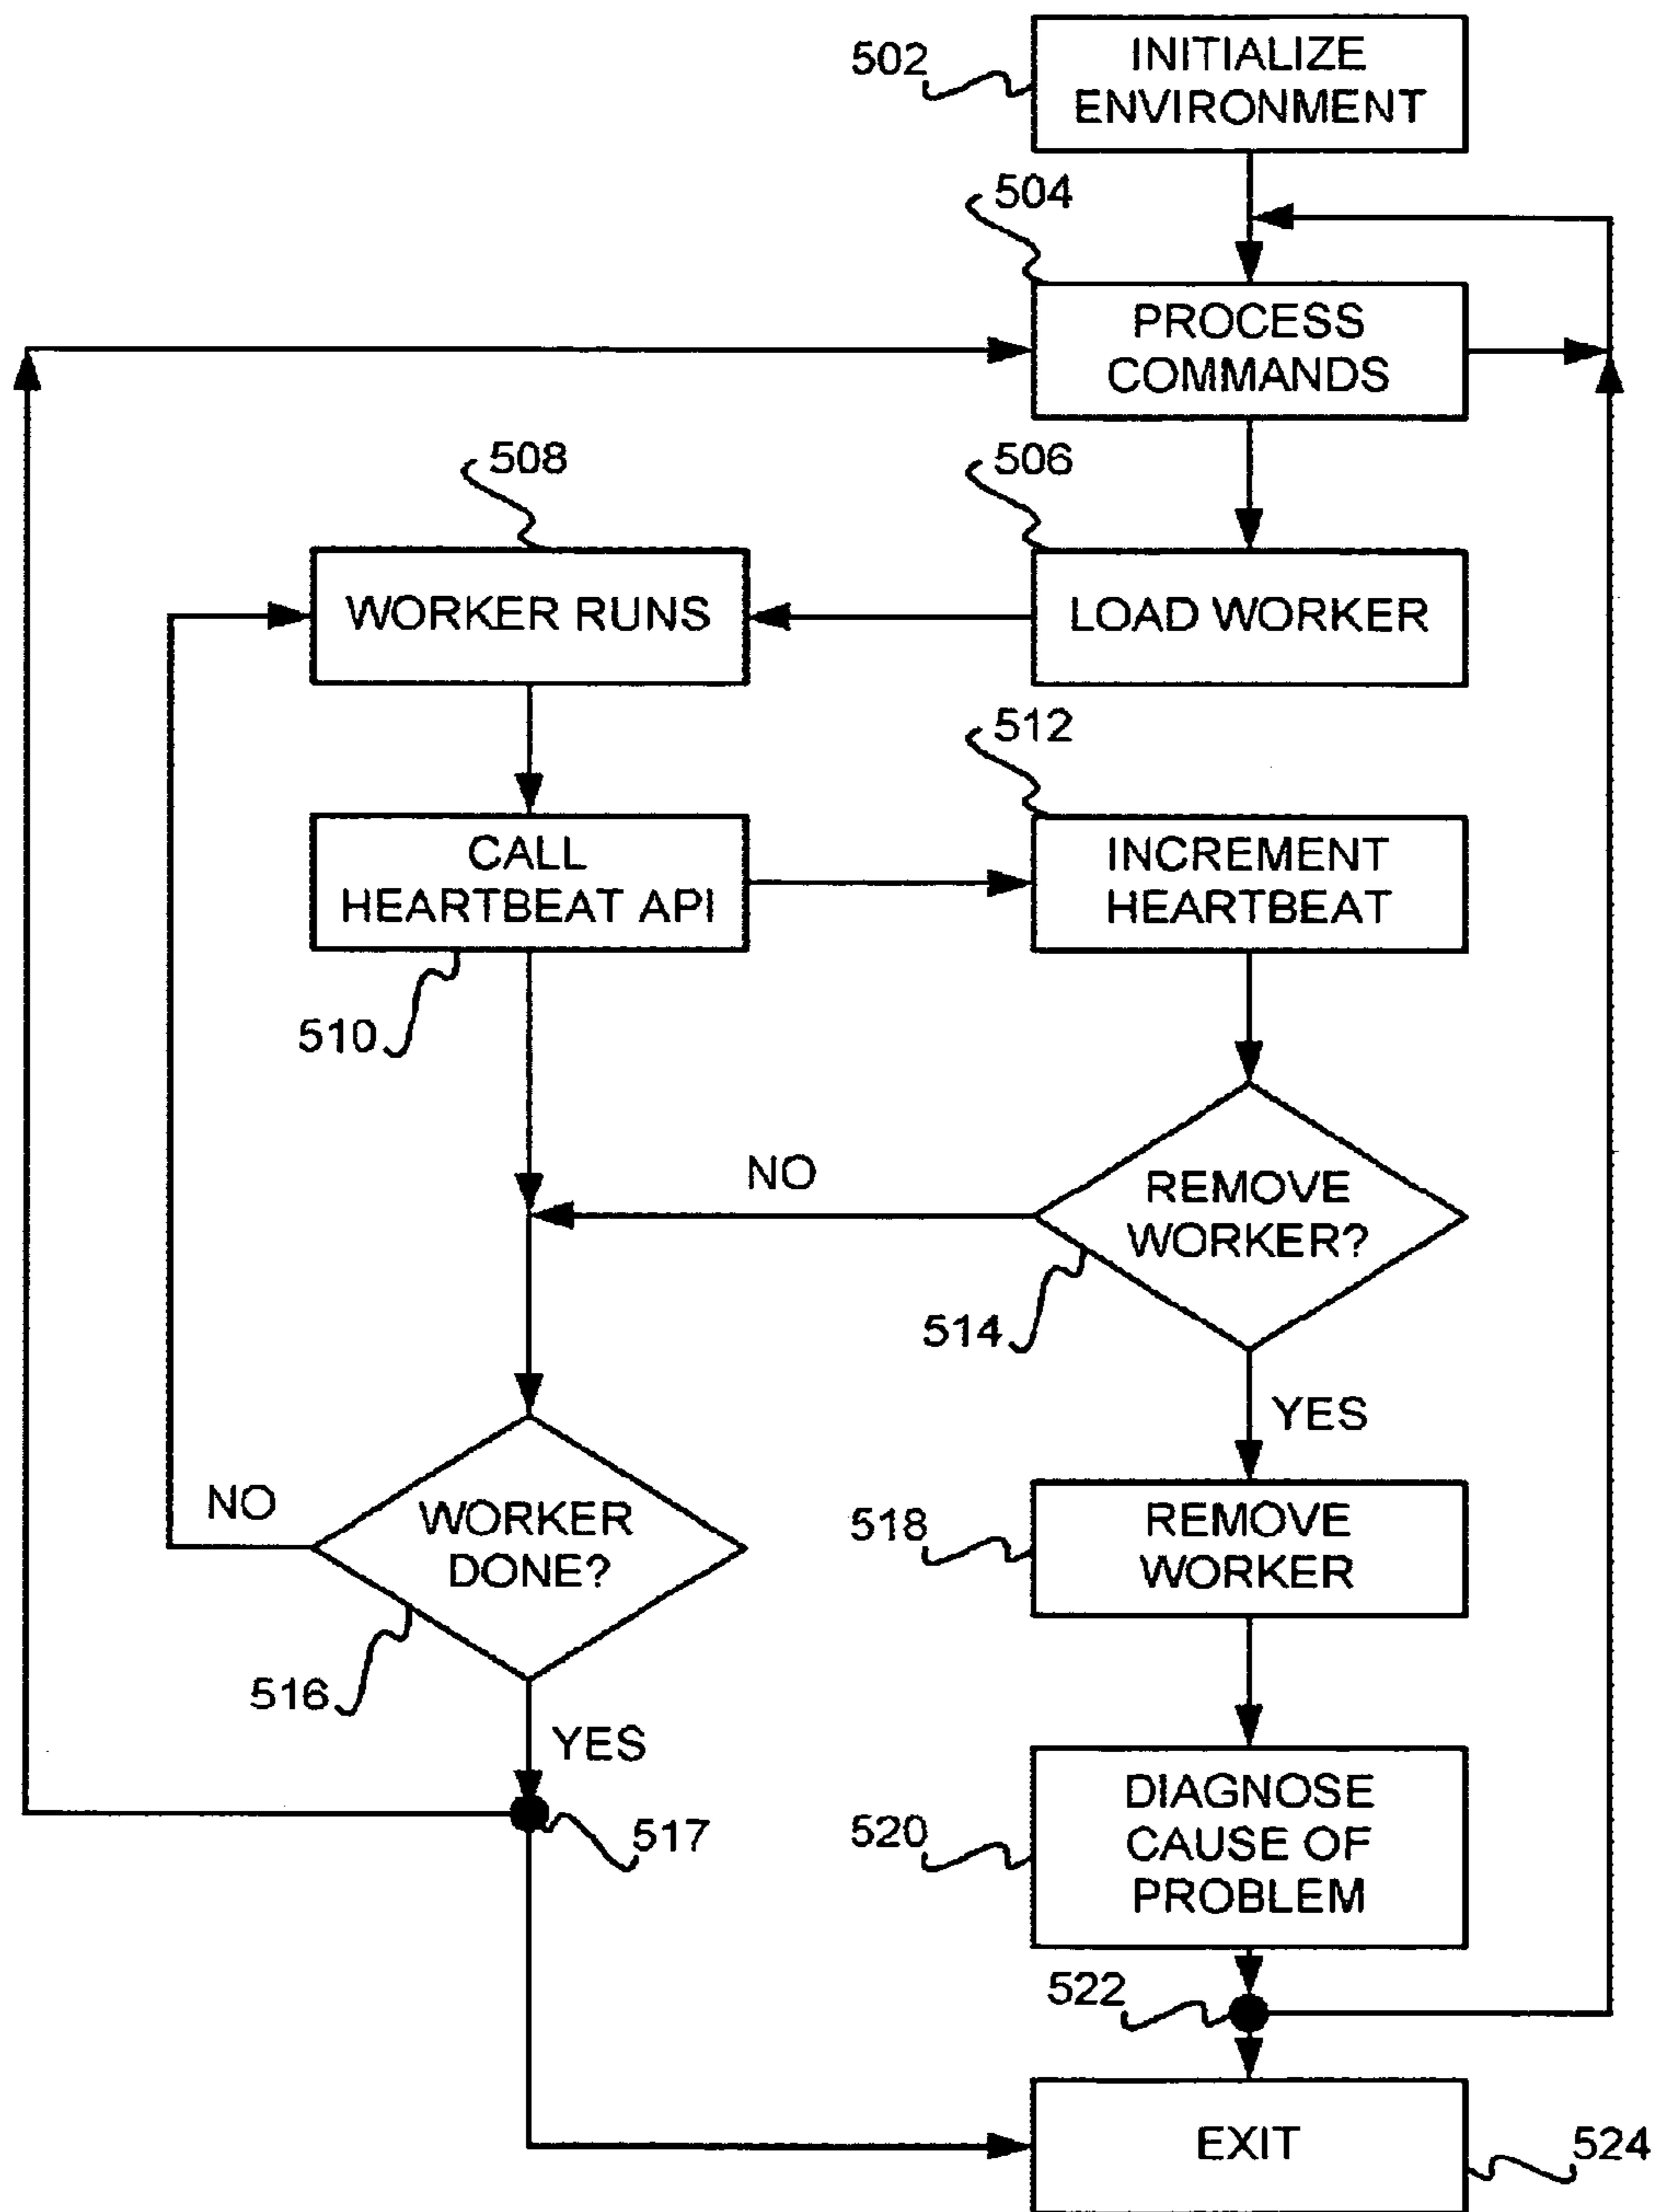 502
INITIALIZE
ENVIRONMENT
504
PROCESS
COMMANDS
508
506
WORKER RUNS
LOAD WORKER
512
CALL
HEARTBEAT API
INCREMENT
HEARTBEAT
510
NO
REMOVE
WORKER?
514
YES
NO
WORKER
DONE?
518
REMOVE
WORKER
516
YES
517
520
DIAGNOSE
CAUSE OF
PROBLEM
522
EXIT
524